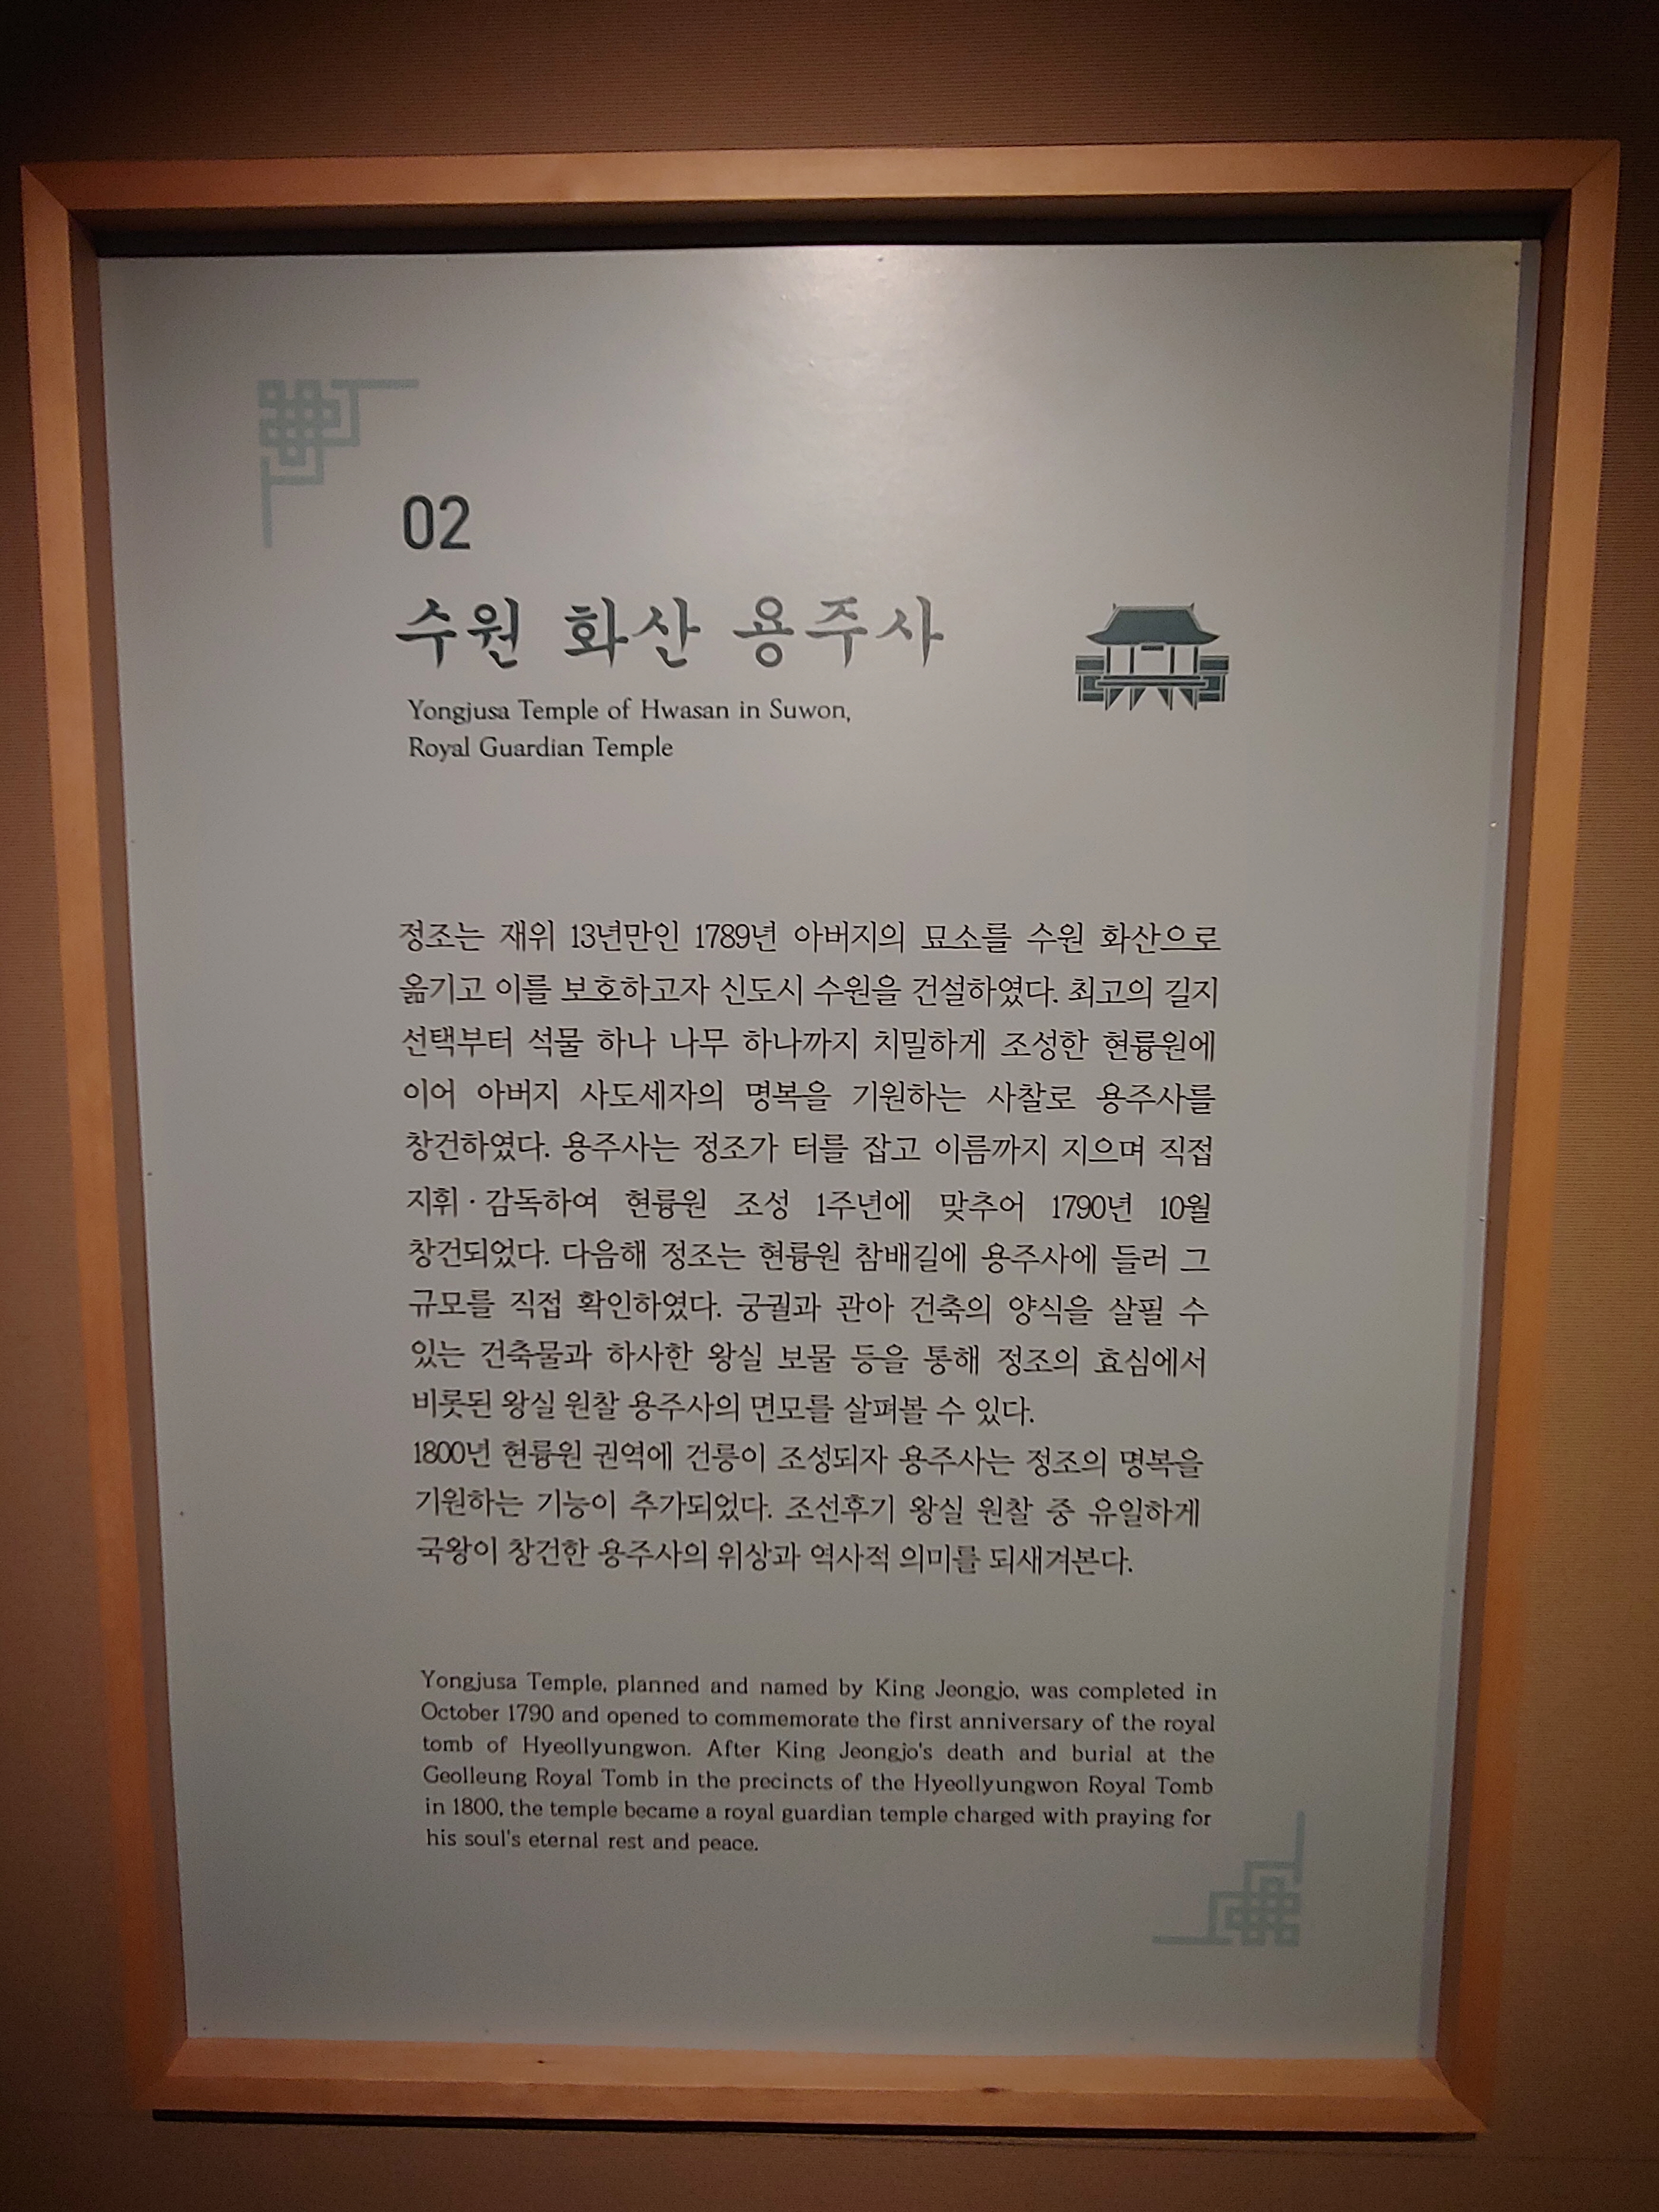 02
수원 화산 용주사
Yongjusa Temple of Hwasan in Suwon,
Royal Guardian Temple
정조는 재위 13년만인 1789년 아버지의 묘소를 수원 화산으로
옮기고 이를 보호하고자 신도시 수원을 건설하였다. 최고의 길지
선택부터 석물 하나 나무 하나까지 치밀하게 조성한 현륭원에
이어 아버지 사도세자의 명복을 기원하는 사찰로 용주사를
창건하였다. 용주사는 정조가 터를 잡고 이름까지 지으며 직접
지휘·감독하여 현륭원 조성 1주년에 맞추어 1790년 10월
창건되었다. 다음해 정조는 현륭원 참배길에 용주사에 들러 그
규모를 직접 확인하였다. 궁궐과 관아 건축의 양식을 살필 수
있는 건축물과 하사한 왕실 보물 등을 통해 정조의 효심에서
비롯된 왕실 원찰 용주사의 면모를 살펴볼 수 있다.
1800년 현륭원 권역에 건릉이 조성되자 용주사는 정조의 명복을
기원하는 기능이 추가되었다. 조선후기 왕실 원찰 중 유일하게
국왕이 창건한 용주사의 위상과 역사적 의미를 되새겨본다.
Yongjusa Temple, planned and named by King Jeongjo, was completed in
October 1790 and opened to commemorate the first anniversary of the royal
tomb of Hyeollyungwon. After King Jeongjo's death and burial at the
Geolleung Royal Tomb in the precincts of the Hyeollyungwon Royal Tomb
in 1800, the temple became a royal guardian temple charged with praying for
his soul's eternal rest and peace.